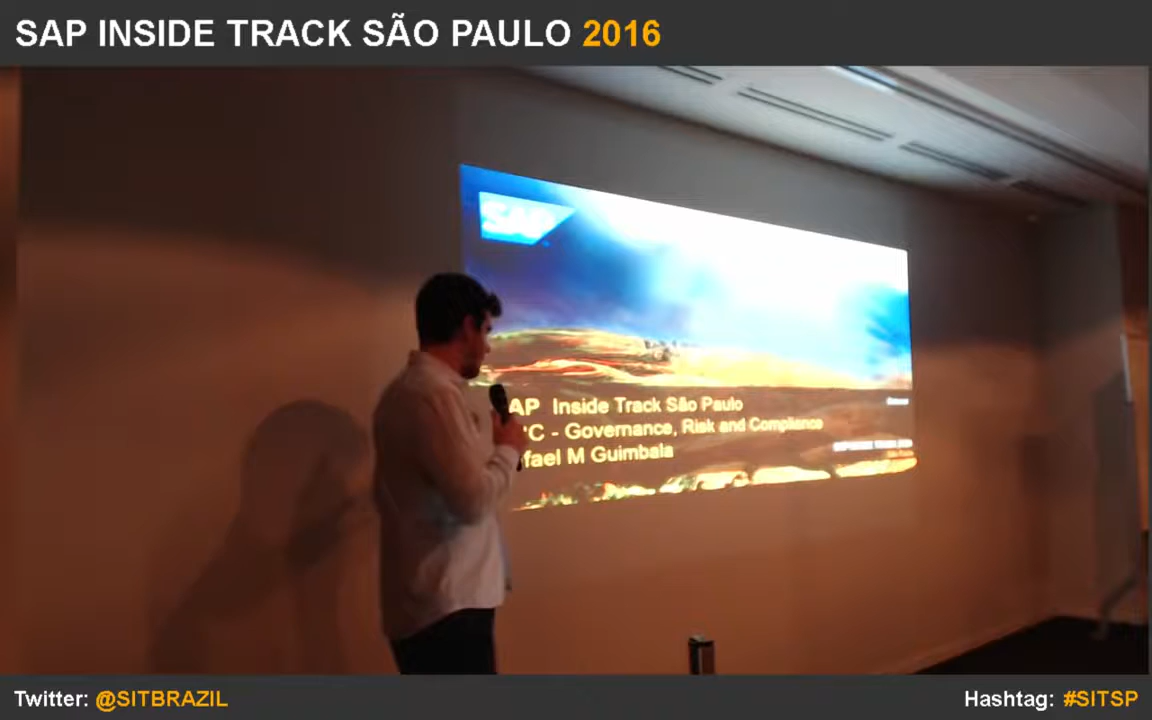 SAP INSIDE TRACK SÃO PAULO 2016
SAP
AP Inside Track São Paulo
C - Governance, Risk and Compliance
fael M Guimbala
Twitter: @SITBRAZIL
Hashtag: #SITSP